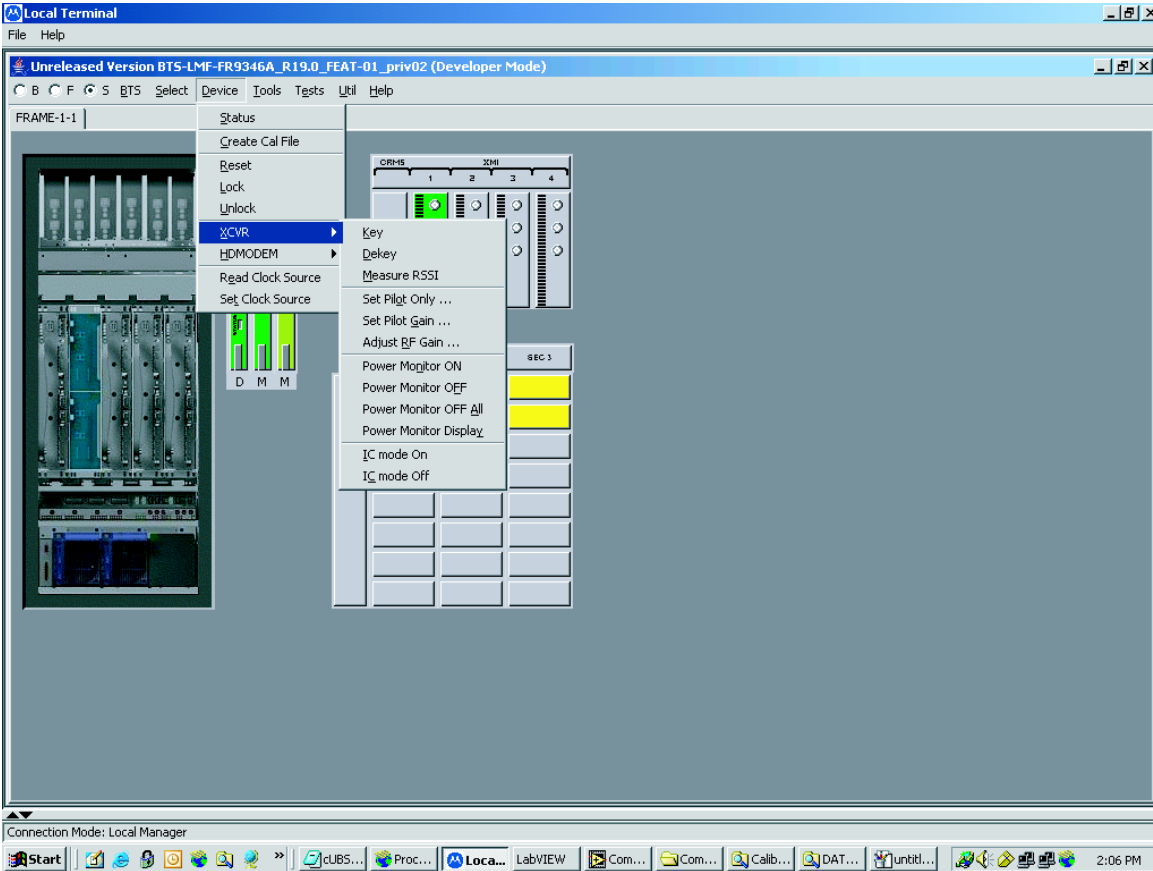 Local Terminal
File Help
Unreleased Version BTS-LMF-FR9346A_R19.0_FEAT-01_priv02 (Developer Mode)
B F S BTS Select Device Tools Tests Util Help
FRAME-1-1
Status
Create Cal File
Reset
Lock
Unlock
XCVR
HDMODEM
Read Clock Source
Set Clock Source
Key
Dekey
Measure RSSI
Set Pilot Only ...
Set Pilot Gain ...
Adjust RF Gain ...
Power Monitor ON
Power Monitor OFF
Power Monitor OFF All
Power Monitor Display
IC mode On
IC mode Off
CRMS XMI
1 2 3 4
D M M
SEC 3
Connection Mode: Local Manager
Start » cUBS... Proc... Loca... LabVIEW Com... Com... Calib... DAT... untitl... 2:06 PM